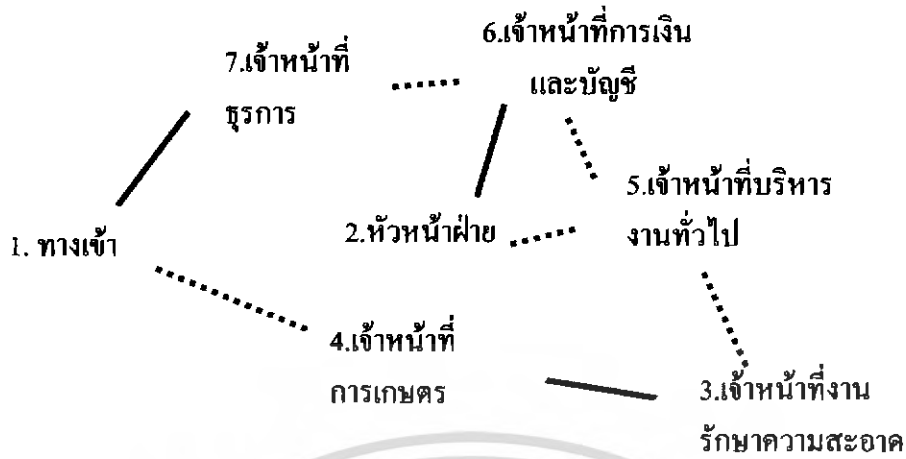 6.เจ้าหน้าที่การเงิน
และบัญชี
7.เจ้าหน้าที่
ธุรการ
5.เจ้าหน้าที่บริหาร
งานทั่วไป
2.หัวหน้าฝ่าย
1. ทางเข้า
4.เจ้าหน้าที่
การเกษตร
3.เจ้าหน้าที่งาน
รักษาความสะอาด